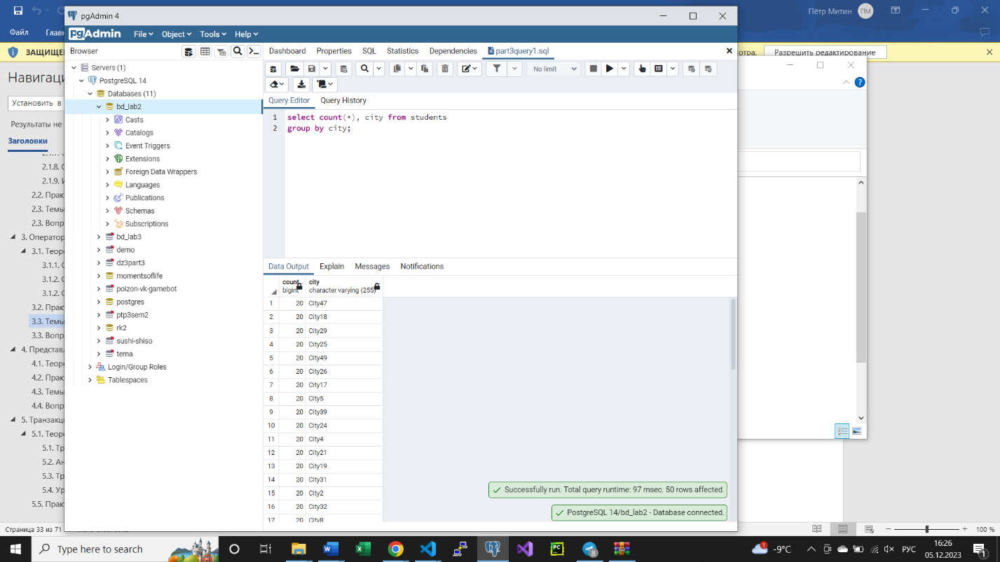 Пётр Митин ПМ
Файл
ЗАЩИЩЕ
Разрешить редактирование
Навигаци
Установить в
Результаты не
Заголовки
2.1.8. С
2.1.9. И
2.2. Прак
2.3. Темы
2.3. Вопр
3. Оператор
3.1. Теоре
3.1.1. С
3.1.2. С
3.1.2. С
3.2. Прак
3.3. Темы
3.3. Вопр
4. Представл
4.1. Теоре
4.2. Прак
4.3. Темы
4.4. Вопр
5. Транзакци
5.1. Теоре
5.1. Тр
5.2. Ан
5.3. Тр
5.4. Ур
5.5. Прак
Страница 33 из 71
100 %
pgAdmin 4
pgAdmin File Object Tools Help
Browser
Servers (1)
PostgreSQL 14
Databases (11)
bd_lab2
Casts
Catalogs
Event Triggers
Extensions
Foreign Data Wrappers
Languages
Publications
Schemas
Subscriptions
bd_lab3
demo
dz3part3
momentsoflife
poizon-vk-gamebot
postgres
ptp3sem2
rk2
sushi-shiso
tema
Login/Group Roles
Tablespaces
Dashboard Properties SQL Statistics Dependencies part3query1.sql
No limit
Query Editor Query History
1 select count(*), city from students
2 group by city;
Data Output Explain Messages Notifications
count city
bigint character varying (255)
1 20 City47
2 20 City18
3 20 City29
4 20 City25
5 20 City49
6 20 City26
7 20 City17
8 20 City5
9 20 City39
10 20 City24
11 20 City4
12 20 City21
13 20 City19
14 20 City31
15 20 City2
16 20 City32
17 20 City8
Successfully run. Total query runtime: 97 msec. 50 rows affected.
PostgreSQL 14/bd_lab2 - Database connected.
Type here to search
-9°C
РУС
16:26
05.12.2023